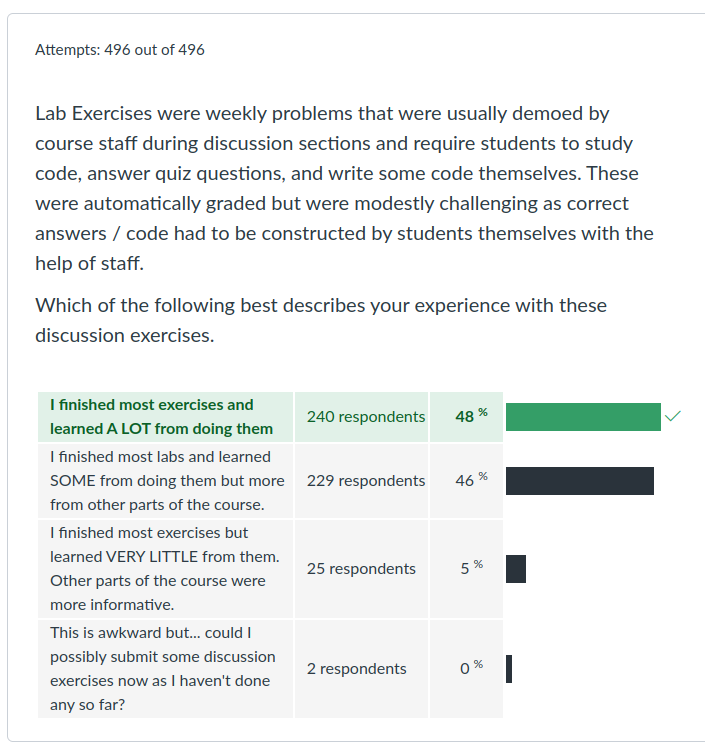 Attempts: 496 out of 496
Lab Exercises were weekly problems that were usually demoed by
course staff during discussion sections and require students to study
code, answer quiz questions, and write some code themselves. These
were automatically graded but were modestly challenging as correct
answers / code had to be constructed by students themselves with the
help of staff.
Which of the following best describes your experience with these
discussion exercises.
I finished most exercises and
learned A LOT from doing them
240 respondents
48 %
I finished most labs and learned
SOME from doing them but more
from other parts of the course.
229 respondents
46 %
I finished most exercises but
learned VERY LITTLE from them.
Other parts of the course were
more informative.
25 respondents
5 %
This is awkward but... could I
possibly submit some discussion
exercises now as I haven't done
any so far?
2 respondents
0 %